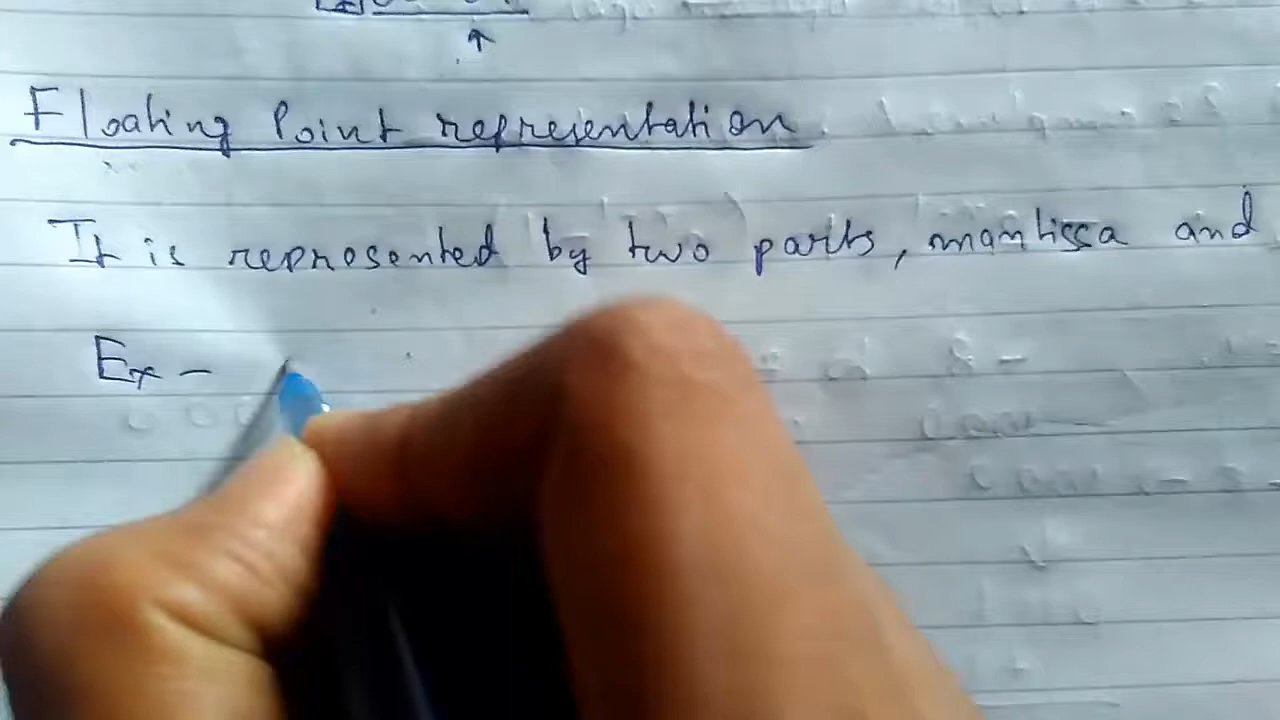 Floating Point representation
It is represented by two parts, mantissa and
Ex -